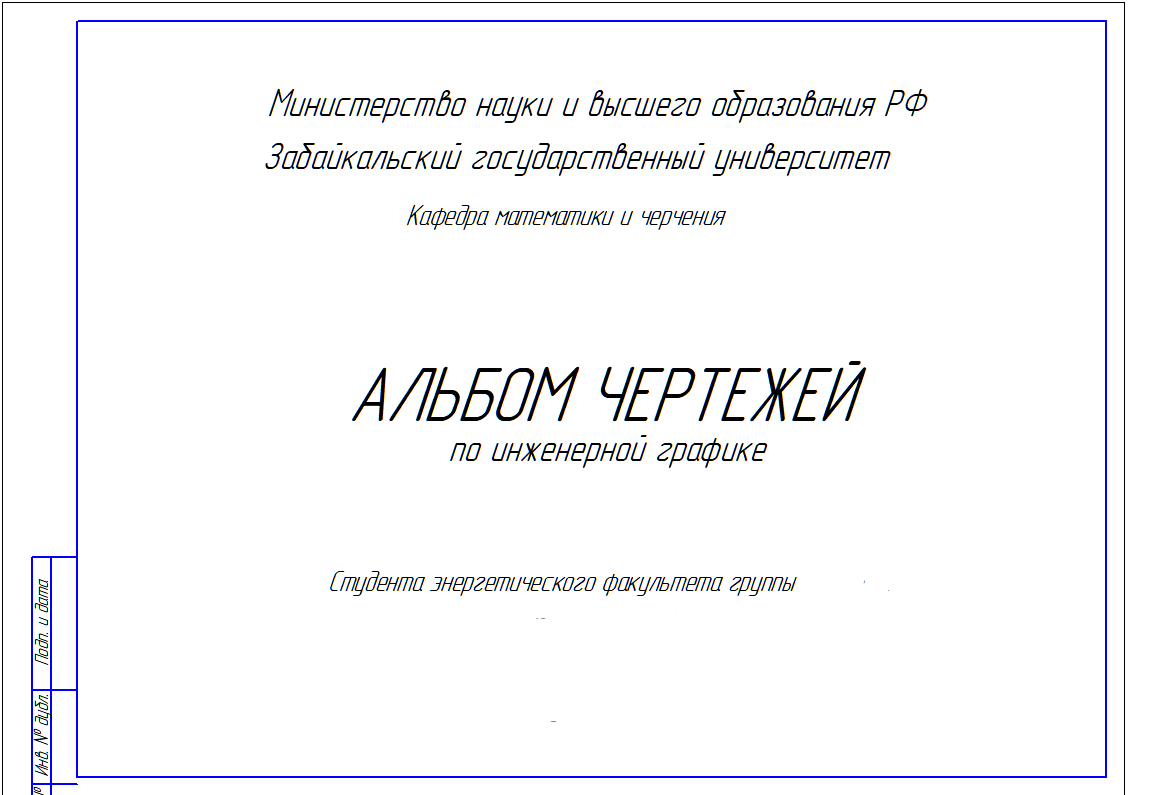 Министерство науки и высшего образования РФ
Забайкальский государственный университет
Кафедра математики и черчения
АЛЬБОМ ЧЕРТЕЖЕЙ
по инженерной графике
Студента энергетического факультета группы
Подп. и дата
Инв. № дубл.